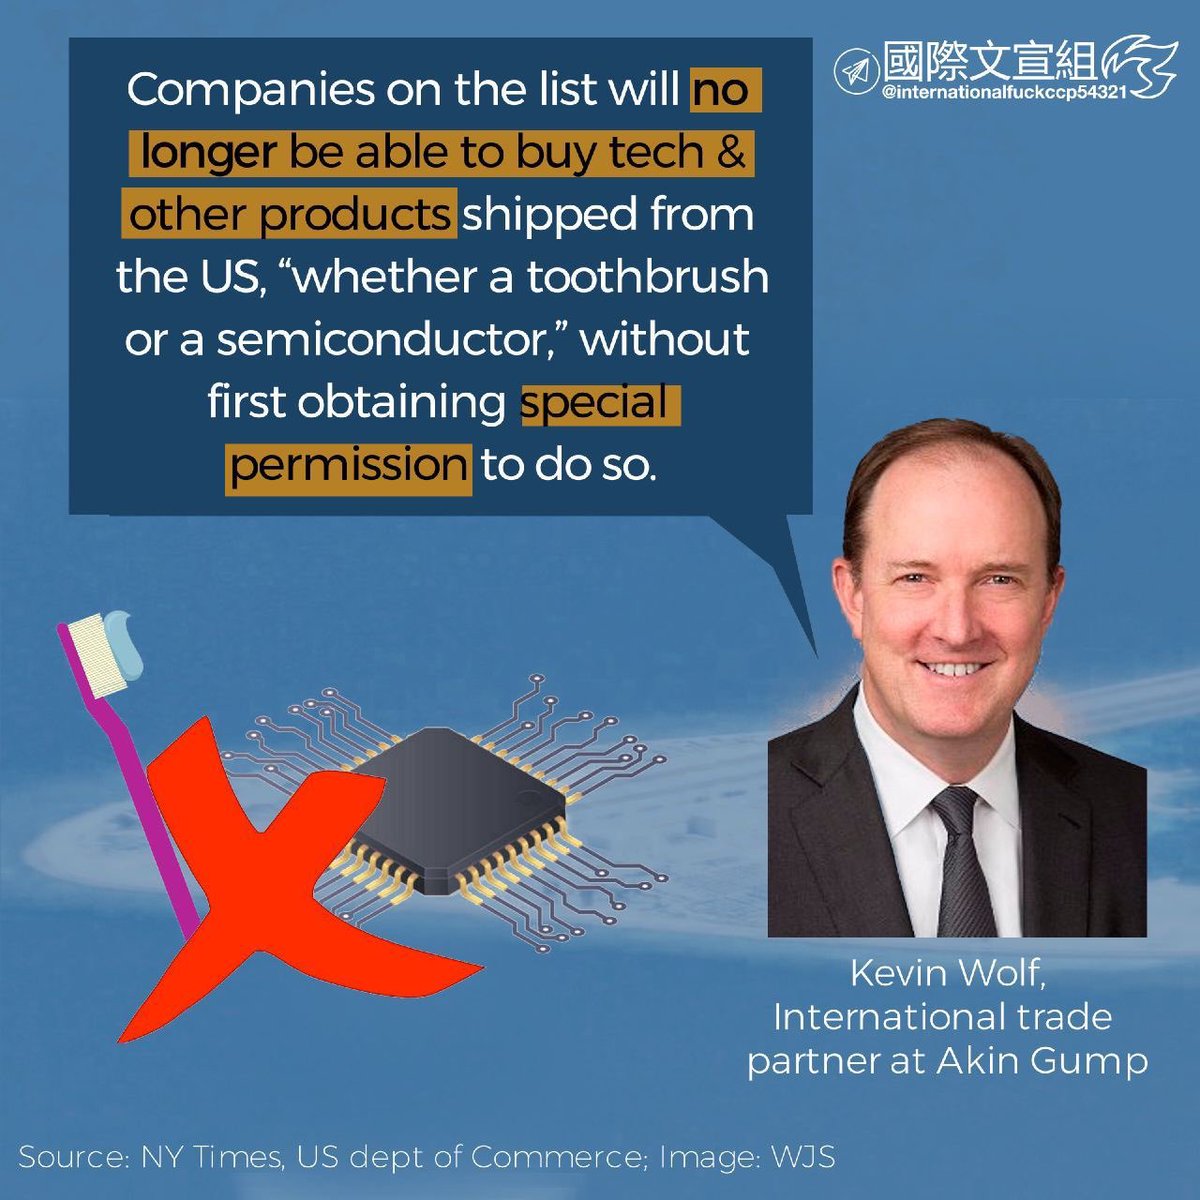 Companies on the list will no
longer be able to buy tech &
other products shipped from
the US, “whether a toothbrush
or a semiconductor,” without
first obtaining special
permission to do so.
國際文宣組
@internationalfuckccp54321
Kevin Wolf,
International trade
partner at Akin Gump
Source: NY Times, US dept of Commerce; Image: WJS